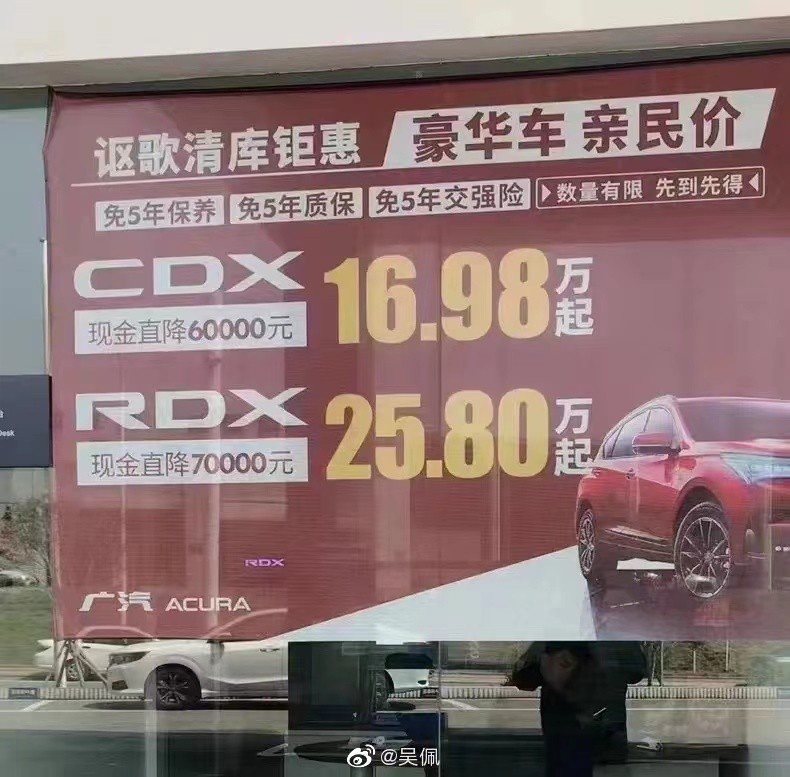 讴歌清库钜惠 豪华车 亲民价
免5年保养 免5年质保 免5年交强险 数量有限 先到先得
CDX 16.98万起
现金直降60000元
RDX 25.80万起
现金直降70000元
RDX
广汽 ACURA
Desk
@吴佩